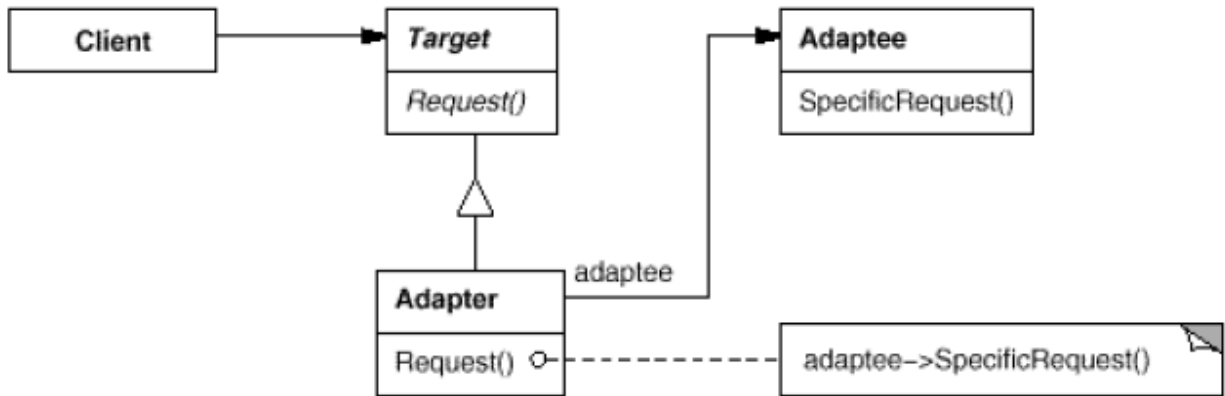 Client
Target
Request()
Adaptee
SpecificRequest()
adaptee
Adapter
Request()
adaptee->SpecificRequest()